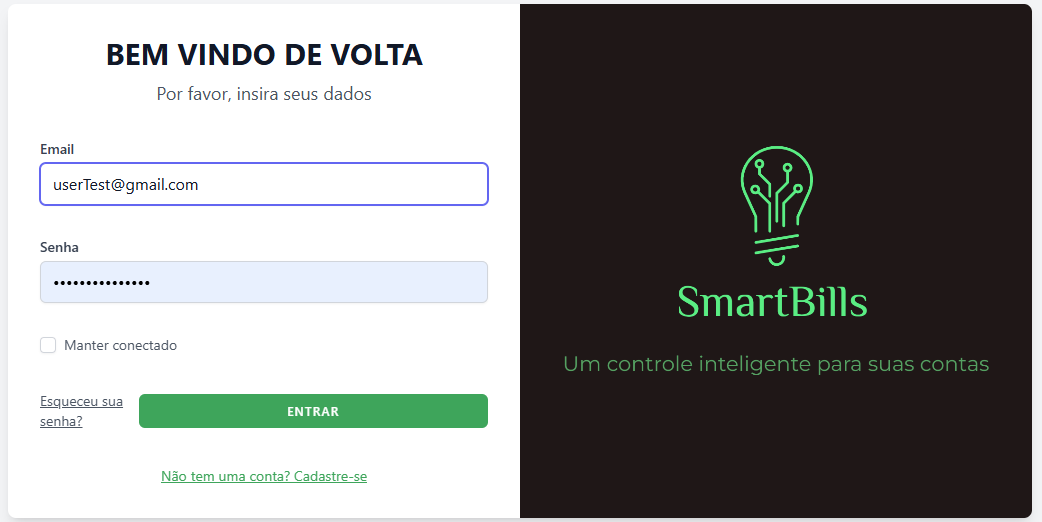 BEM VINDO DE VOLTA
Por favor, insira seus dados
Email
userTest@gmail.com
Senha
•••••••••••••••
Manter conectado
Esqueceu sua
senha?
ENTRAR
Não tem uma conta? Cadastre-se
SmartBills
Um controle inteligente para suas contas